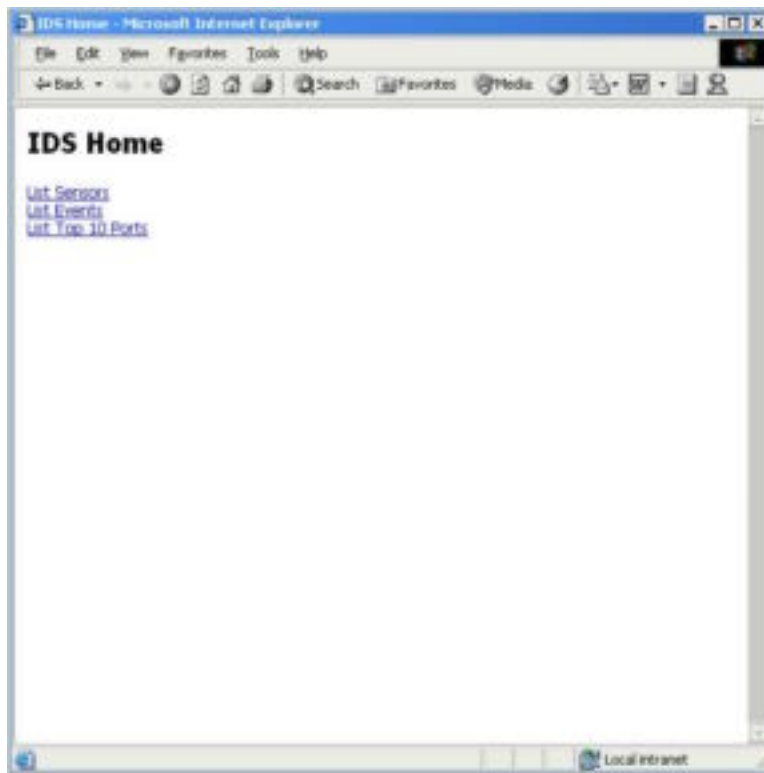 IDS Home - Microsoft Internet Explorer
File Edit View Favorites Tools Help
Back Search Favorites Media
IDS Home
List Sensors
List Events
List Top 10 Ports
Local intranet